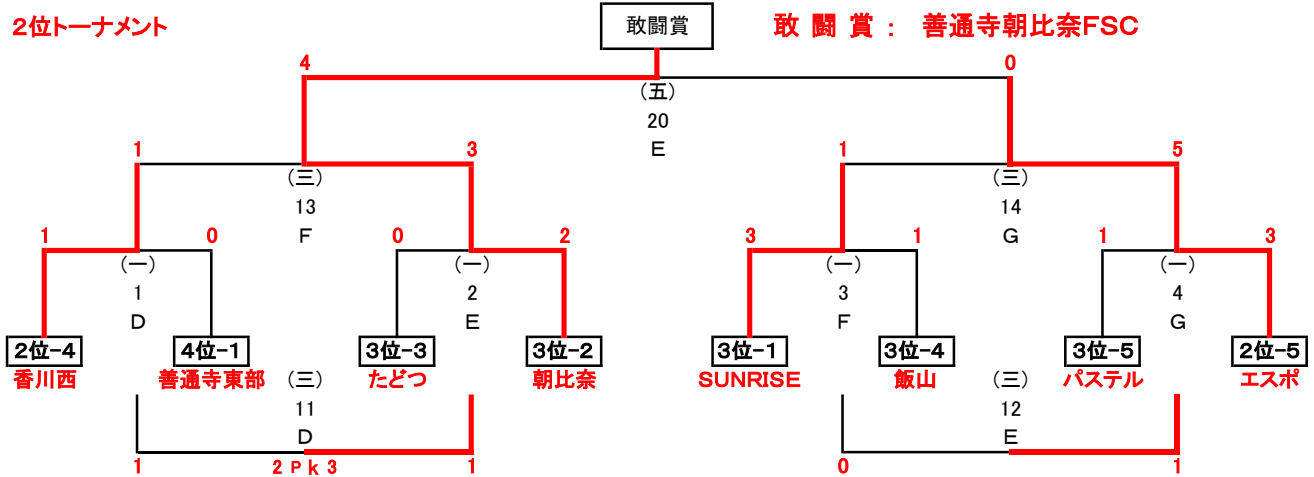 2位トーナメント
敢闘賞
敢 闘 賞 : 善通寺朝比奈FSC
4 0
(五)
20
E
1 3 1 5
(三) (三)
13 14
F G
1 0 0 2 3 1 1 3
(一) (一) (一) (一)
1 2 3 4
D E F G
2位-4 4位-1 3位-3 3位-2 3位-1 3位-4 3位-5 2位-5
香川西 善通寺東部 たどつ 朝比奈 SUNRISE 飯山 パステル エスポ
(三) (三)
11 12
D E
1 2 Pk 3 1 0 1